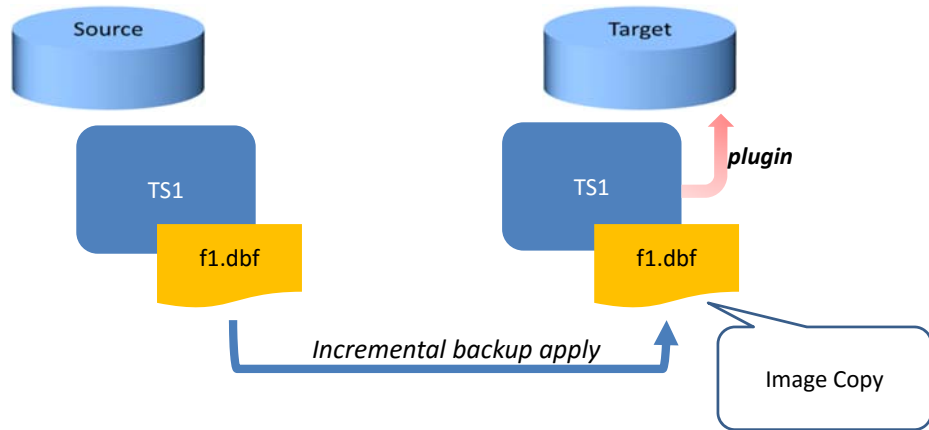 Source
Target
TS1
TS1
plugin
f1.dbf
f1.dbf
Incremental backup apply
Image Copy